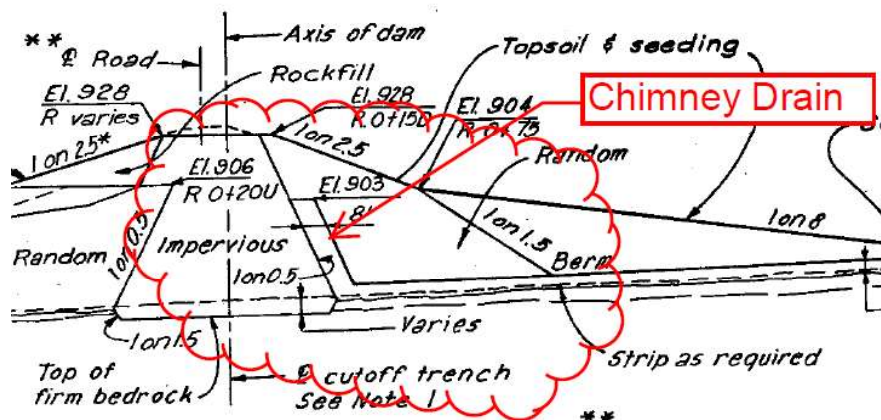 **
℄ Road
Axis of dam
Topsoil & seeding
Rockfill
Chimney Drain
El. 928
R varies
El. 928
R 0+15D
El. 904
R 0+75
1 on 25*
1 on 2.5
Random
El. 906
R 0+20U
El. 903
8'
1 on 0.5
Impervious
Random
1 on 1.5
1 on 8
1 on 0.5
Berm
Varies
1 on 1.5
Strip as required
Top of
firm bedrock
℄ cutoff trench
See Note 1
**